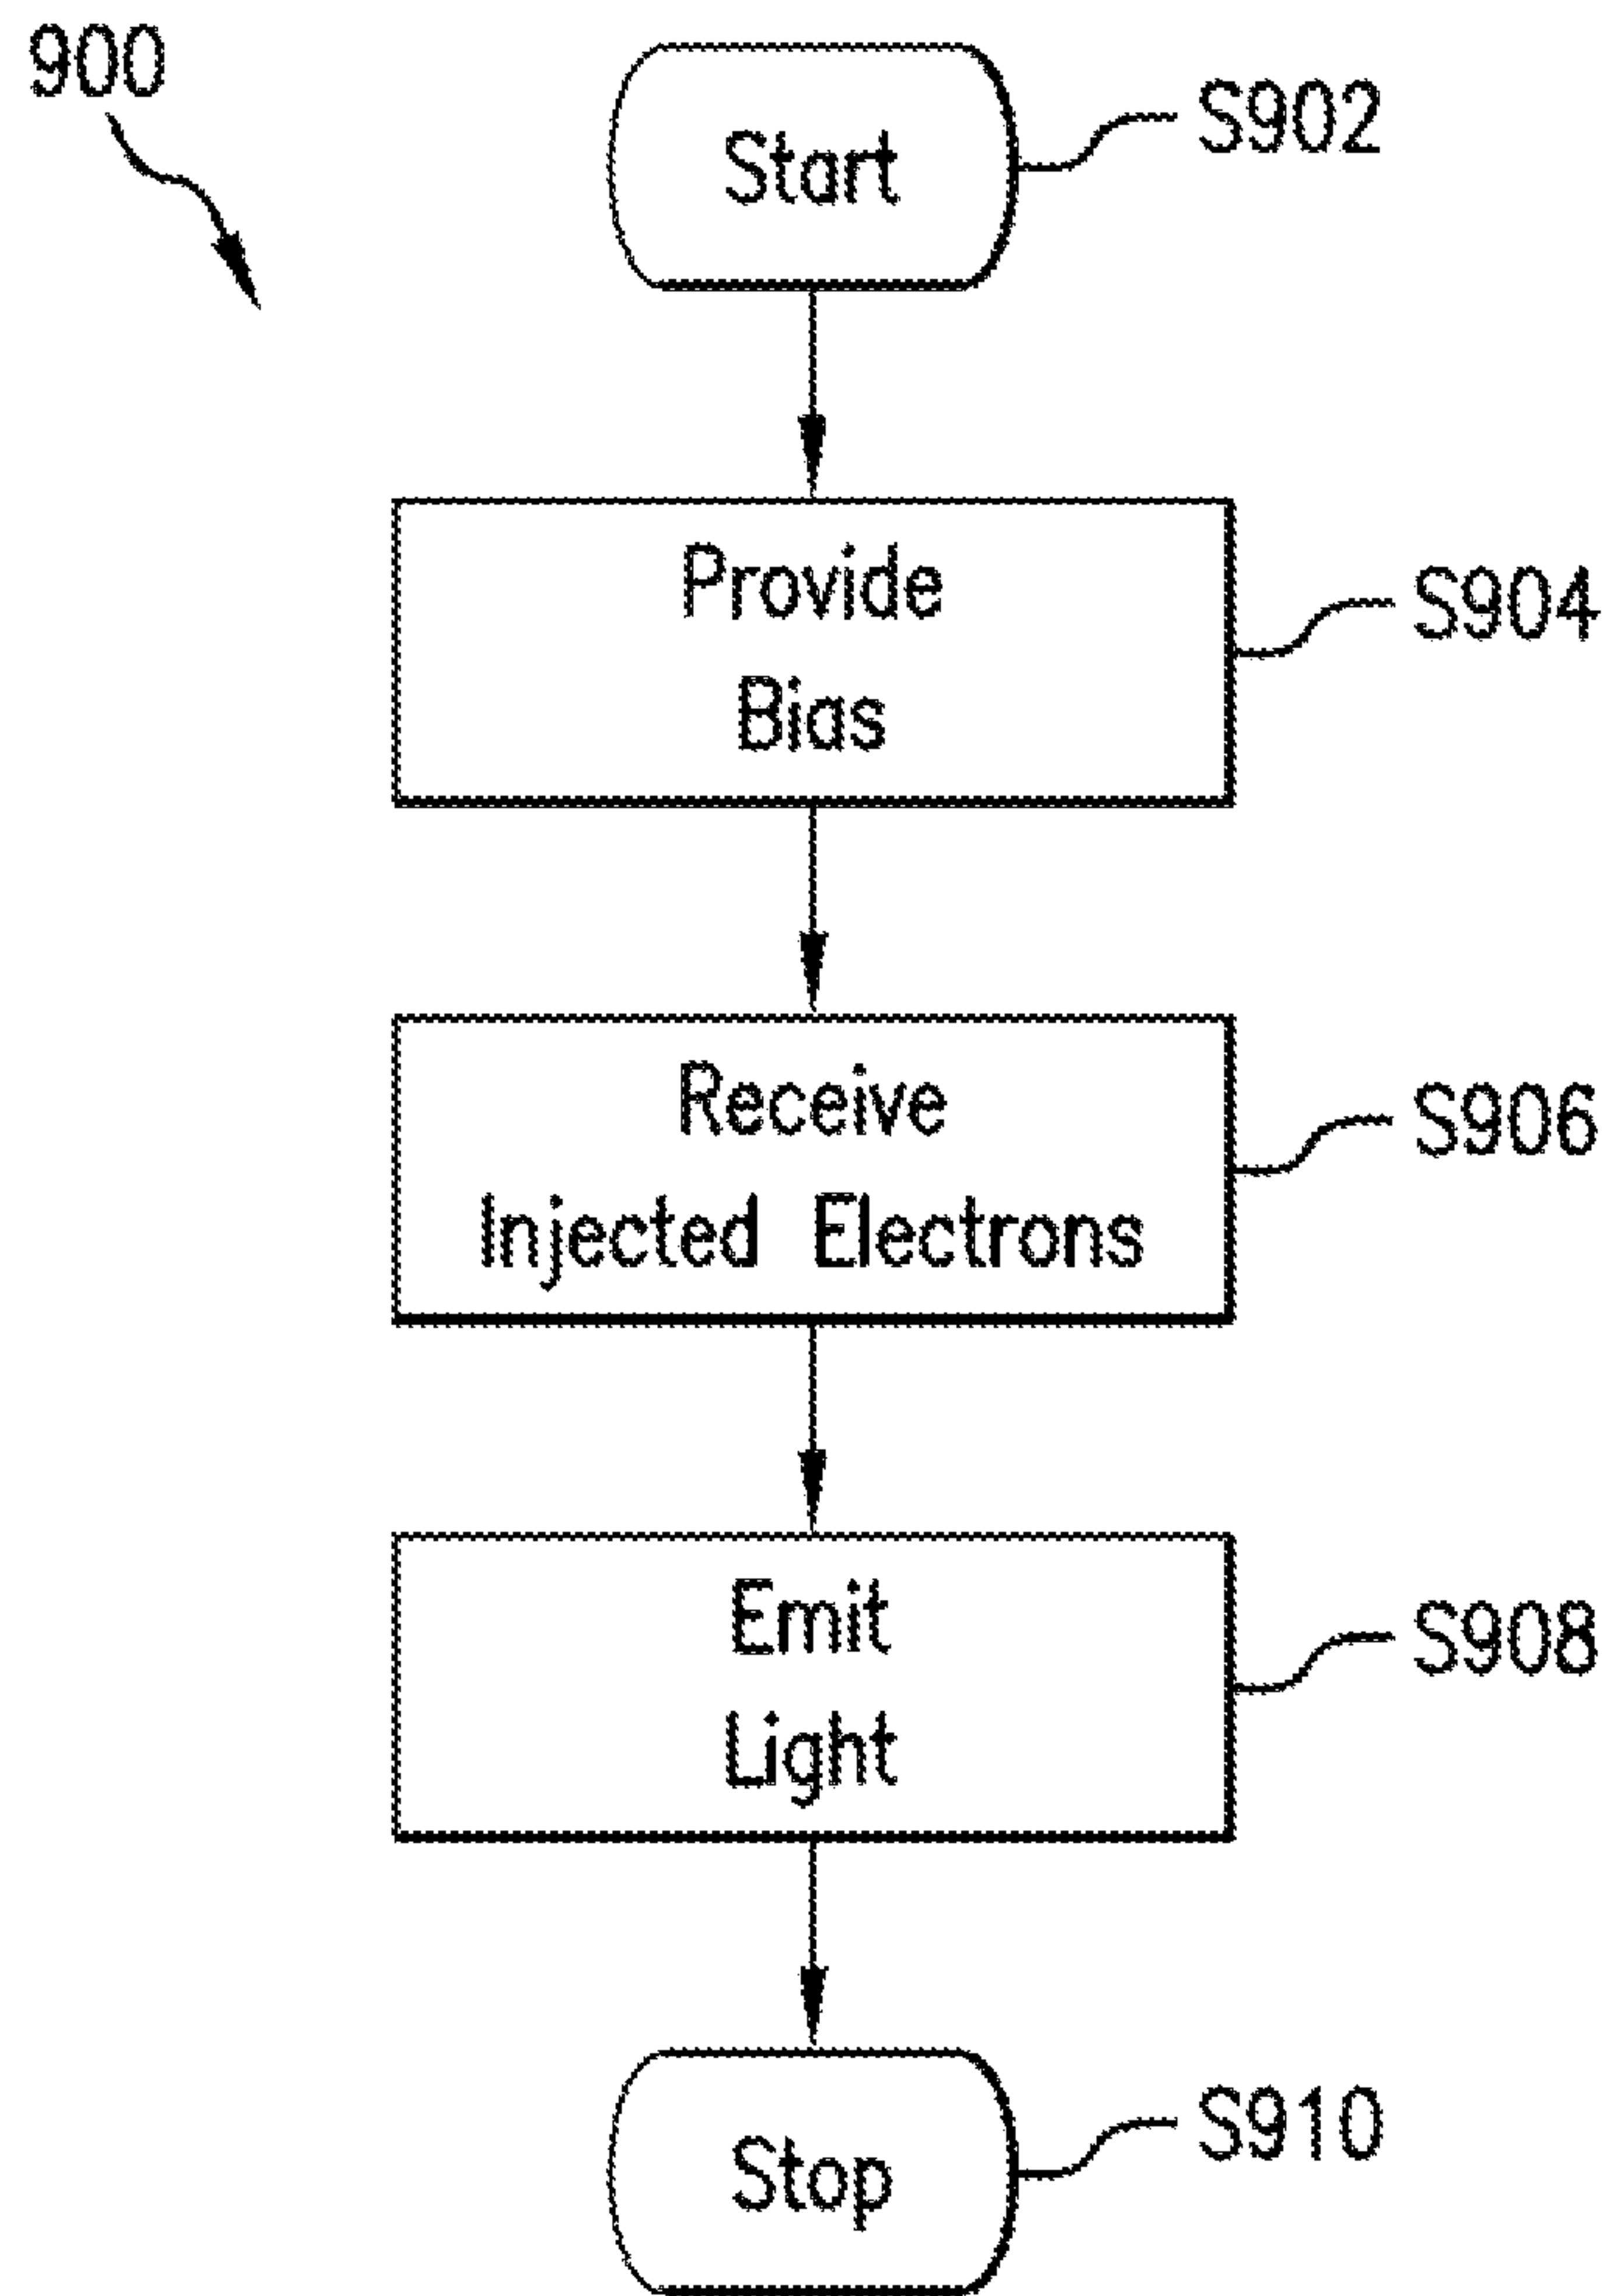 900
Start
S902
Provide
Bias
S904
Receive
Injected Electrons
S906
Emit
Light
S908
Stop
S910